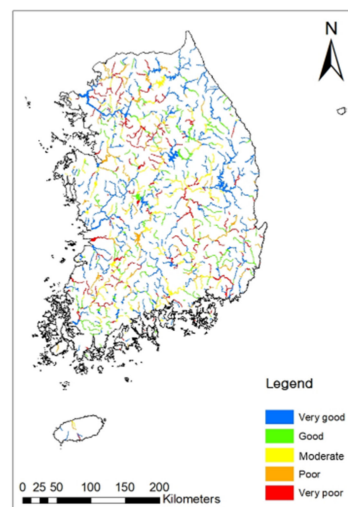 N
Legend
Very good
Good
Moderate
Poor
Very poor
0 25 50 100 150 200
Kilometers